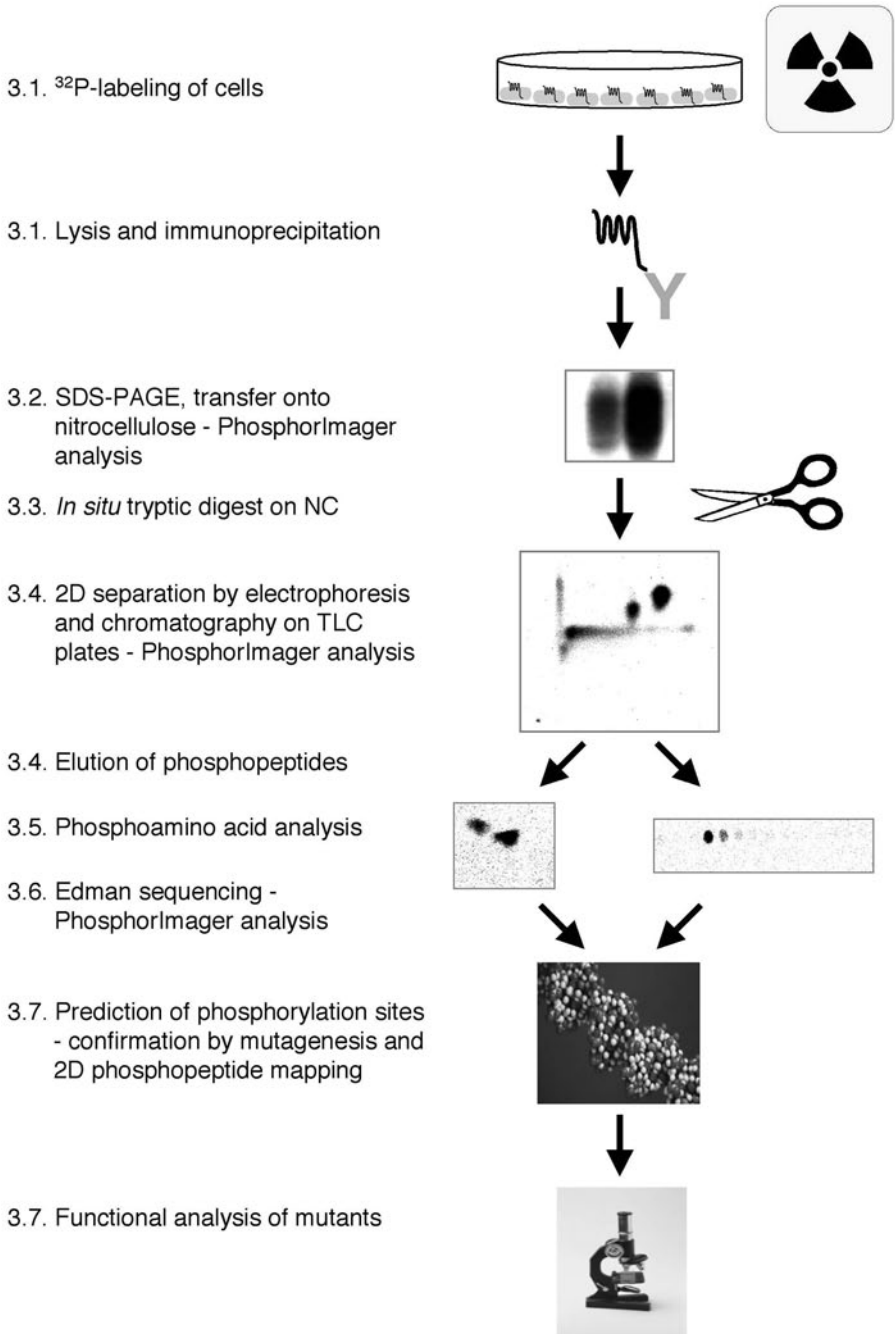 3.1. ³²P-labeling of cells
3.1. Lysis and immunoprecipitation
Y
3.2. SDS-PAGE, transfer onto
nitrocellulose - PhosphorImager
analysis
3.3. In situ tryptic digest on NC
3.4. 2D separation by electrophoresis
and chromatography on TLC
plates - PhosphorImager analysis
3.4. Elution of phosphopeptides
3.5. Phosphoamino acid analysis
3.6. Edman sequencing -
PhosphorImager analysis
3.7. Prediction of phosphorylation sites
- confirmation by mutagenesis and
2D phosphopeptide mapping
3.7. Functional analysis of mutants